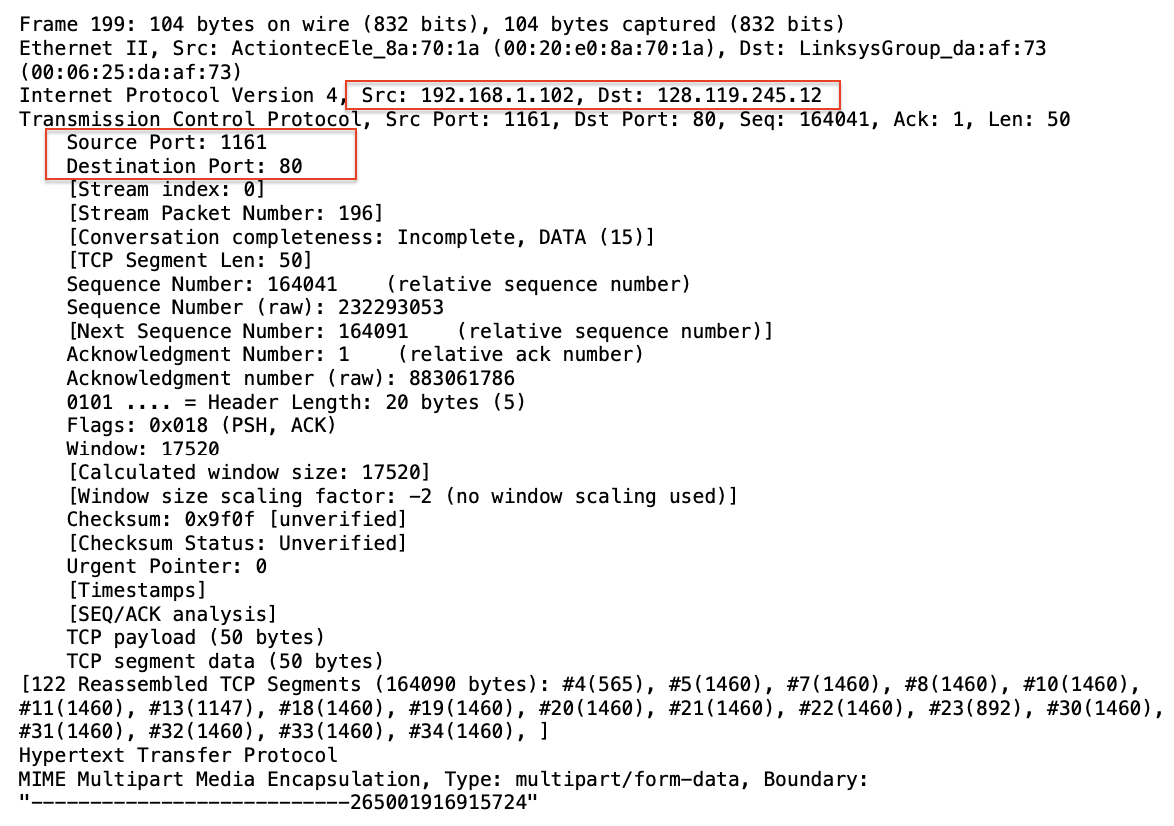 Frame 199: 104 bytes on wire (832 bits), 104 bytes captured (832 bits)
Ethernet II, Src: ActiontecEle_8a:70:1a (00:20:e0:8a:70:1a), Dst: LinksysGroup_da:af:73
(00:06:25:da:af:73)
Internet Protocol Version 4, Src: 192.168.1.102, Dst: 128.119.245.12
Transmission Control Protocol, Src Port: 1161, Dst Port: 80, Seq: 164041, Ack: 1, Len: 50
    Source Port: 1161
    Destination Port: 80
    [Stream index: 0]
    [Stream Packet Number: 196]
    [Conversation completeness: Incomplete, DATA (15)]
    [TCP Segment Len: 50]
    Sequence Number: 164041    (relative sequence number)
    Sequence Number (raw): 232293053
    [Next Sequence Number: 164091    (relative sequence number)]
    Acknowledgment Number: 1    (relative ack number)
    Acknowledgment number (raw): 883061786
    0101 .... = Header Length: 20 bytes (5)
    Flags: 0x018 (PSH, ACK)
    Window: 17520
    [Calculated window size: 17520]
    [Window size scaling factor: -2 (no window scaling used)]
    Checksum: 0x9f0f [unverified]
    [Checksum Status: Unverified]
    Urgent Pointer: 0
    [Timestamps]
    [SEQ/ACK analysis]
    TCP payload (50 bytes)
    TCP segment data (50 bytes)
[122 Reassembled TCP Segments (164090 bytes): #4(565), #5(1460), #7(1460), #8(1460), #10(1460),
#11(1460), #13(1147), #18(1460), #19(1460), #20(1460), #21(1460), #22(1460), #23(892), #30(1460),
#31(1460), #32(1460), #33(1460), #34(1460), ]
Hypertext Transfer Protocol
MIME Multipart Media Encapsulation, Type: multipart/form-data, Boundary:
"---------------------------265001916915724"